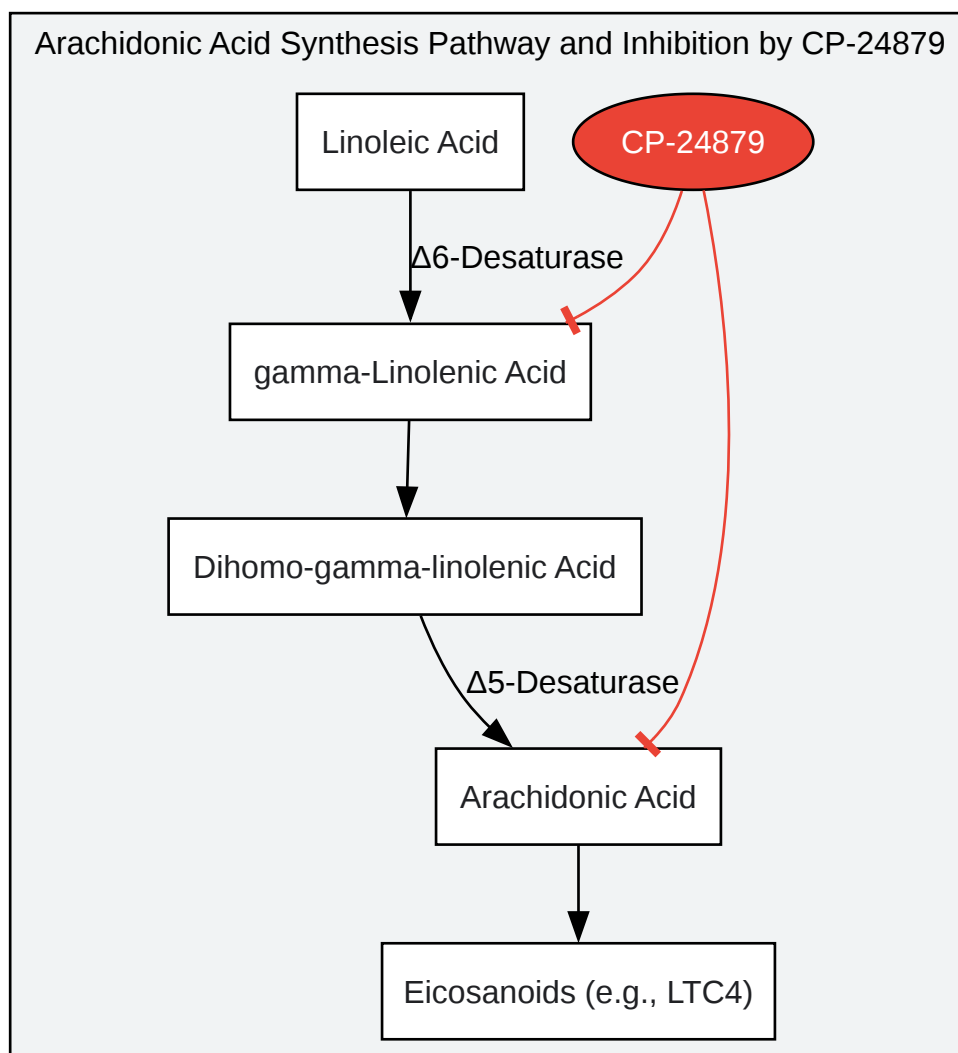 Arachidonic Acid Synthesis Pathway and Inhibition by CP-24879
Linoleic Acid
CP-24879
Δ6-Desaturase
gamma-Linolenic Acid
Dihomo-gamma-linolenic Acid
Δ5-Desaturase
Arachidonic Acid
Eicosanoids (e.g., LTC4)